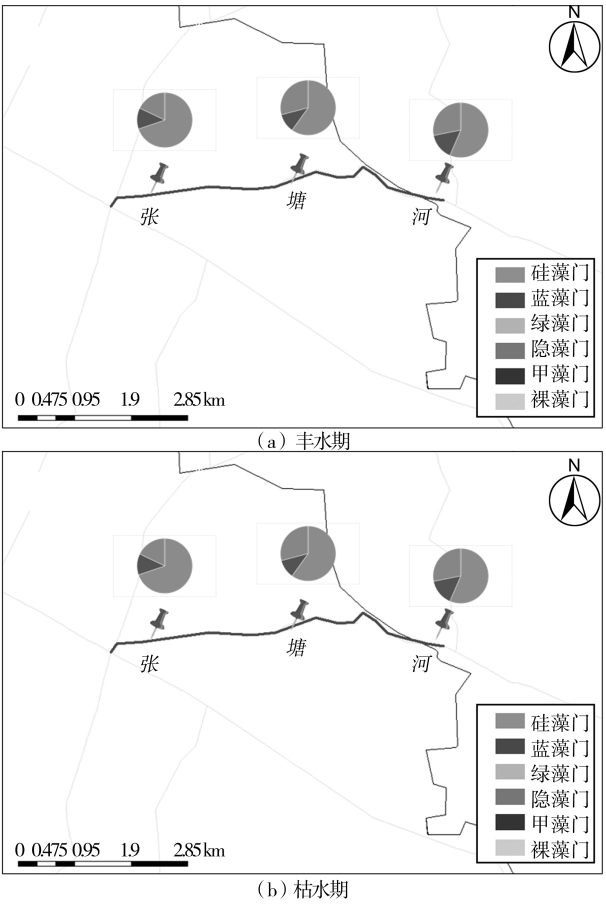 N
张 塘 河
硅藻门
蓝藻门
绿藻门
隐藻门
甲藻门
裸藻门
0 0.475 0.95 1.9 2.85 km
（a）丰水期
N
张 塘 河
硅藻门
蓝藻门
绿藻门
隐藻门
甲藻门
裸藻门
0 0.475 0.95 1.9 2.85 km
（b）枯水期